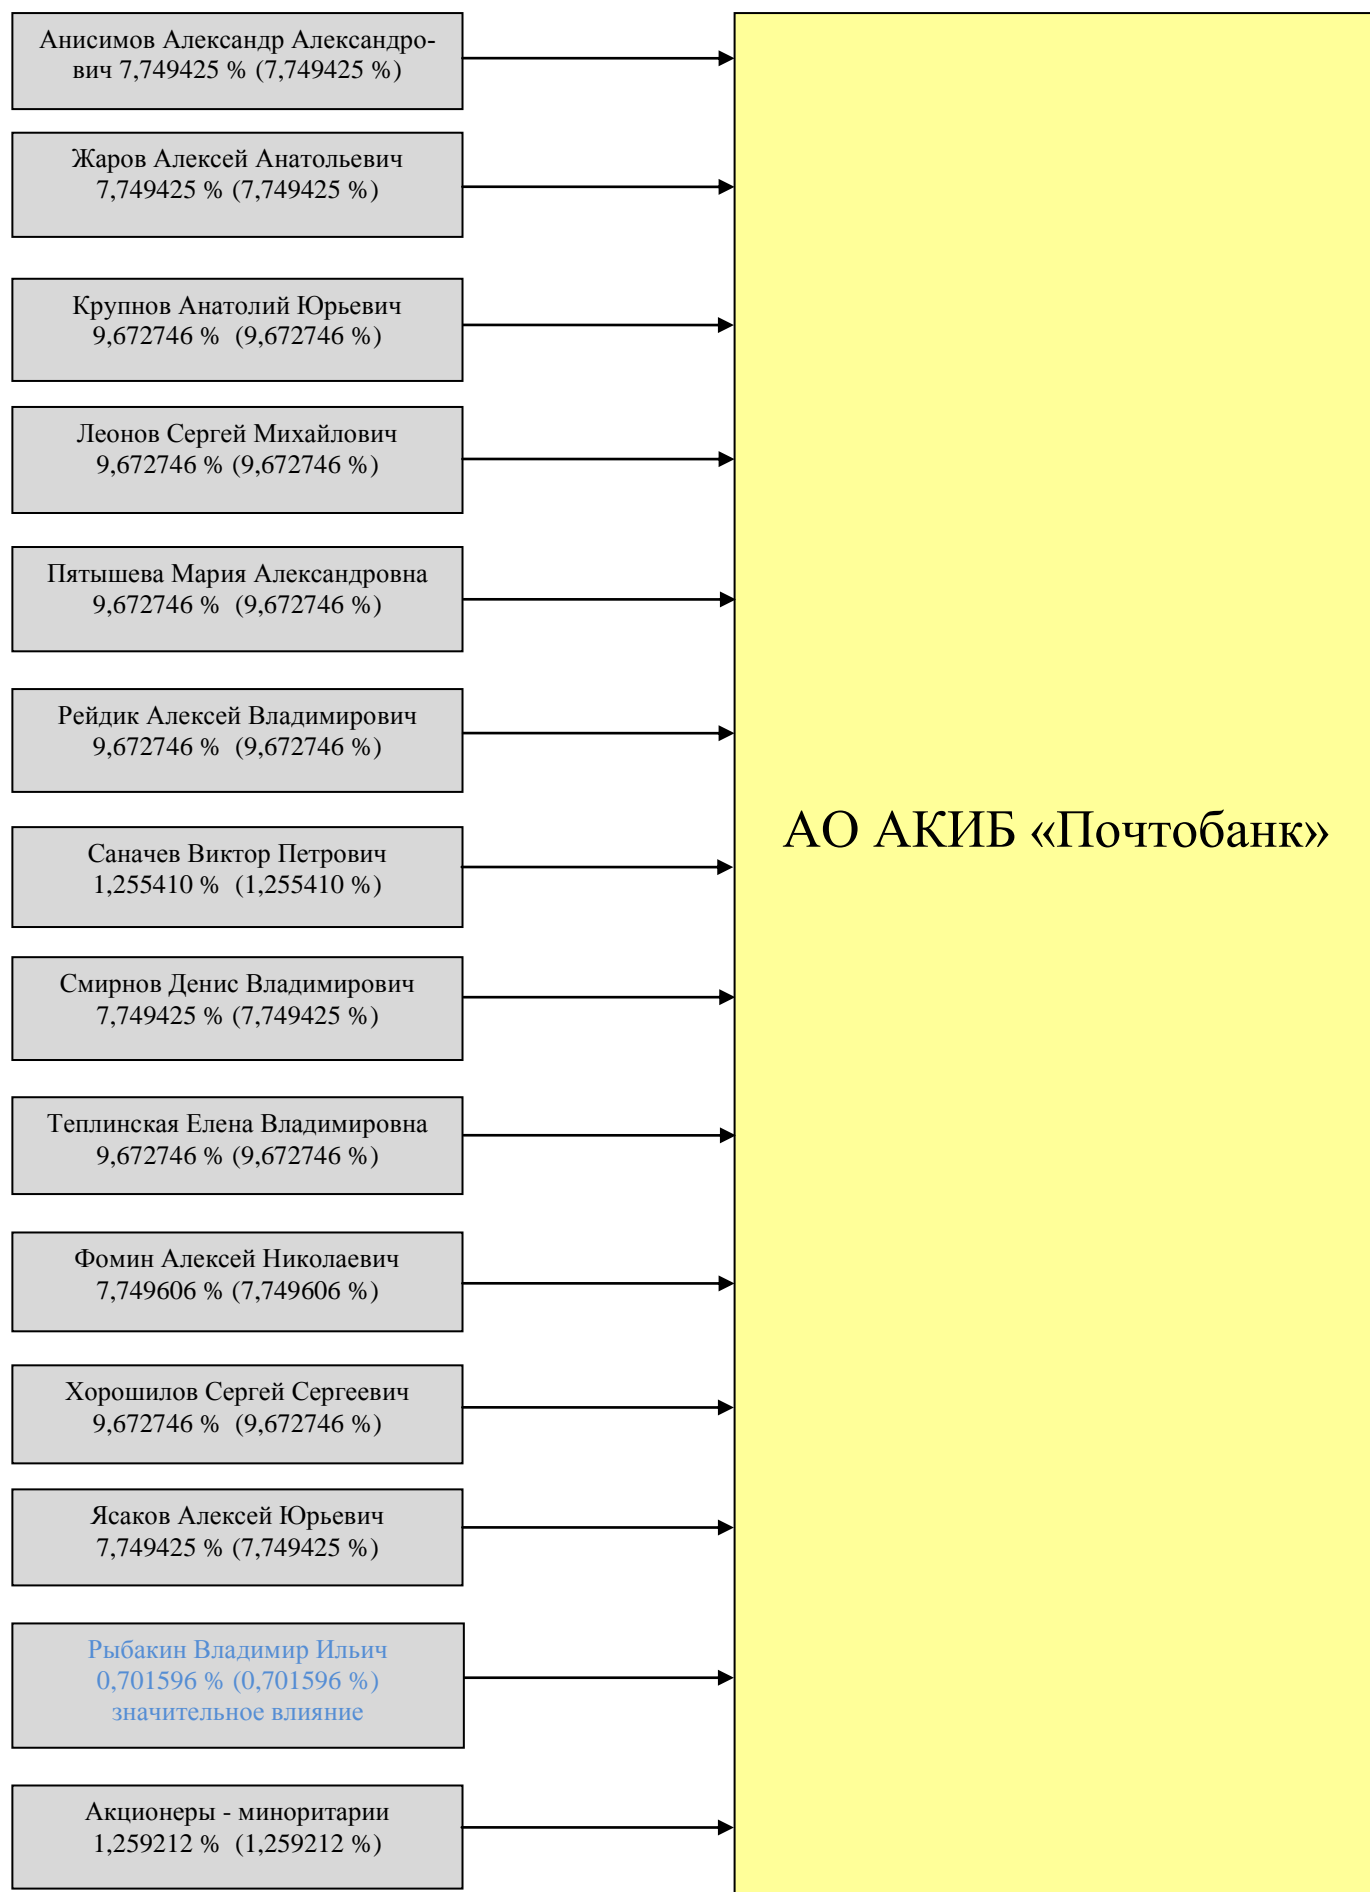 Анисимов Александр Александро-
вич 7,749425 % (7,749425 %)
Жаров Алексей Анатольевич
7,749425 % (7,749425 %)
Крупнов Анатолий Юрьевич
9,672746 % (9,672746 %)
Леонов Сергей Михайлович
9,672746 % (9,672746 %)
Пятышева Мария Александровна
9,672746 % (9,672746 %)
Рейдик Алексей Владимирович
9,672746 % (9,672746 %)
АО АКИБ «Почтобанк»
Саначев Виктор Петрович
1,255410 % (1,255410 %)
Смирнов Денис Владимирович
7,749425 % (7,749425 %)
Теплинская Елена Владимировна
9,672746 % (9,672746 %)
Фомин Алексей Николаевич
7,749606 % (7,749606 %)
Хорошилов Сергей Сергеевич
9,672746 % (9,672746 %)
Ясаков Алексей Юрьевич
7,749425 % (7,749425 %)
Рыбакин Владимир Ильич
0,701596 % (0,701596 %)
значительное влияние
Акционеры - миноритарии
1,259212 % (1,259212 %)